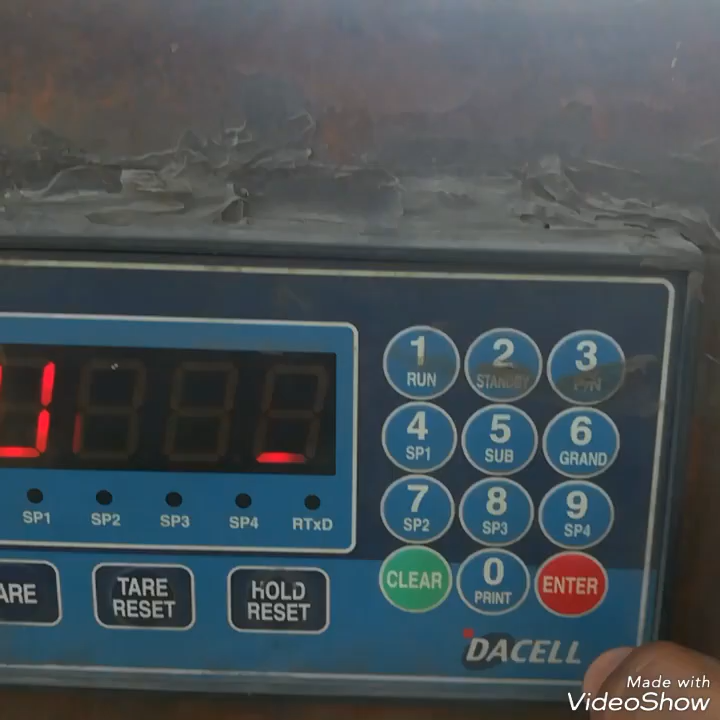 1 2 3
RUN STANDBY P/N
4 5 6
SP1 SUB GRAND
7 8 9
SP2 SP3 SP4
CLEAR 0 ENTER
PRINT
SP1 SP2 SP3 SP4 RTxD
TARE HOLD
RESET RESET
DACELL
Made with
VideoShow